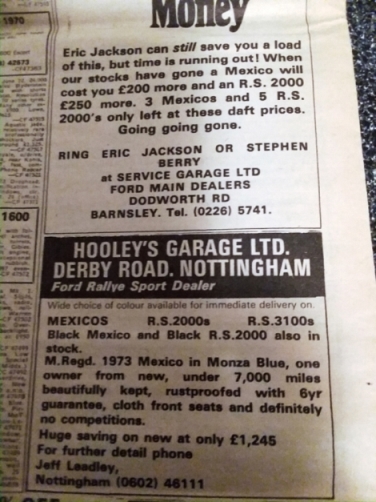 Money
1970
Eric Jackson can still save you a load
of this, but time is running out! When
our stocks have gone a Mexico will
cost you £200 more and an R.S. 2000
£250 more. 3 Mexicos and 5 R.S.
2000's only left at these daft prices.
Going going gone.
RING ERIC JACKSON OR STEPHEN
BERRY
at SERVICE GARAGE LTD
FORD MAIN DEALERS
DODWORTH RD
BARNSLEY. Tel. (0226) 5741.
1600
HOOLEY'S GARAGE LTD.
DERBY ROAD. NOTTINGHAM
Ford Rallye Sport Dealer
Wide choice of colour available for immediate delivery on.
MEXICOS R.S.2000s R.S.3100s
Black Mexico and Black R.S.2000 also in
stock.
M.Regd. 1973 Mexico in Monza Blue, one
owner from new, under 7,000 miles
beautifully kept, rustproofed with 6yr
guarantee, cloth front seats and definitely
no competitions.
Huge saving on new at only £1,245
For further detail phone
Jeff Leadley,
Nottingham (0602) 46111